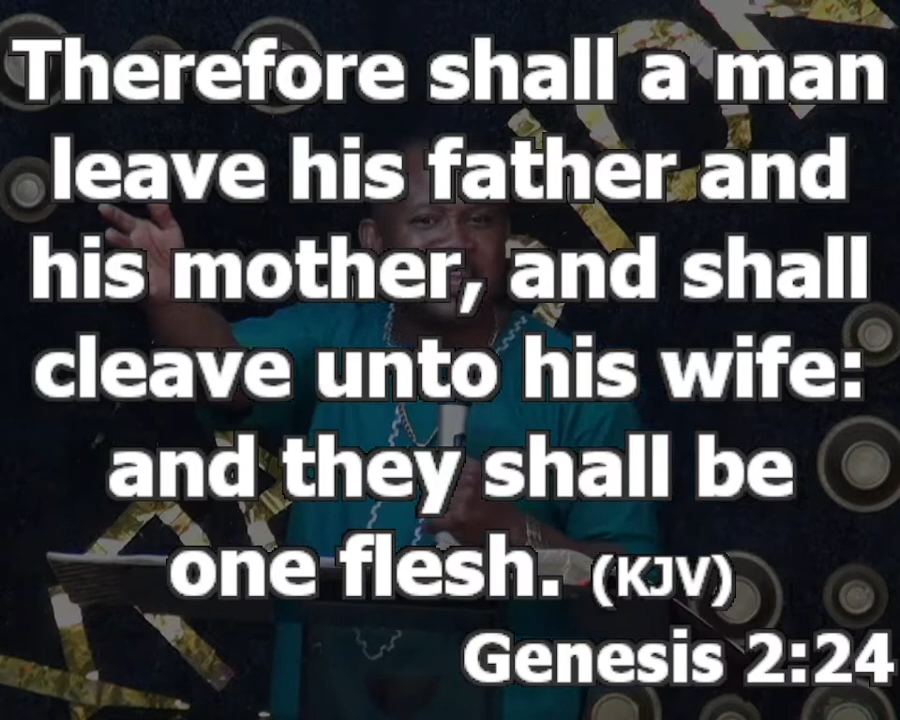 Therefore shall a man
leave his father and
his mother, and shall
cleave unto his wife:
and they shall be
one flesh. (KJV)
Genesis 2:24